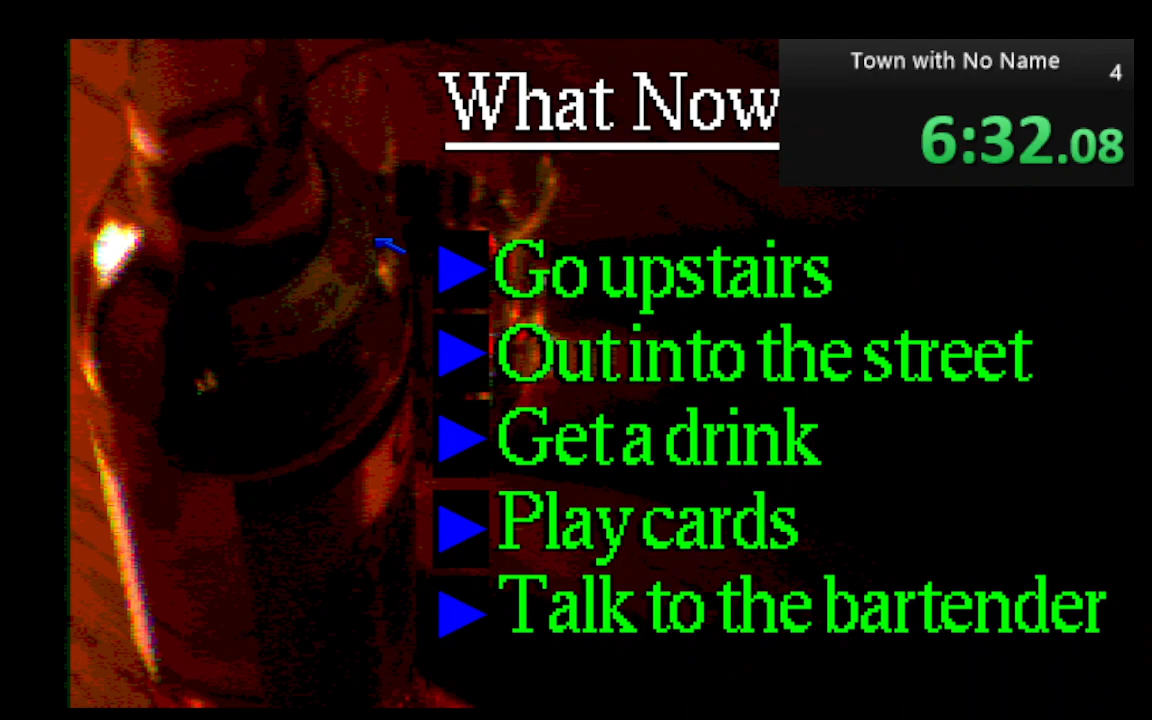 What Now
Town with No Name
4
6:32.08
Go upstairs
Out into the street
Get a drink
Play cards
Talk to the bartender